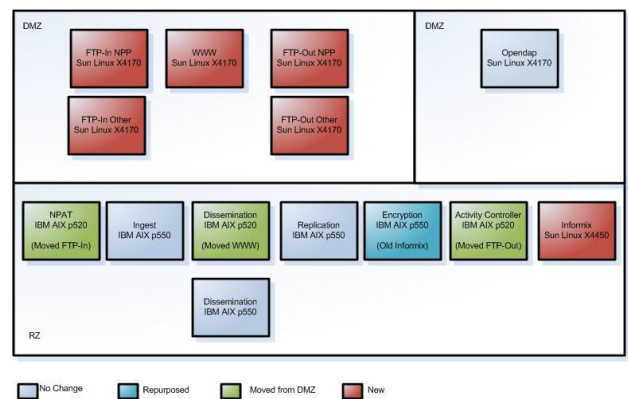 DMZ
FTP-In NPP
Sun Linux X4170
WWW
Sun Linux X4170
FTP-Out NPP
Sun Linux X4170
FTP-In Other
Sun Linux X4170
FTP-Out Other
Sun Linux X4170
DMZ
Opendap
Sun Linux X4170
NPAT
IBM AIX p520
(Moved FTP-In)
Ingest
IBM AIX p550
Dissemination
IBM AIX p520
(Moved WWW)
Replication
IBM AIX p550
Encryption
IBM AIX p550
(Old Informix)
Activity Controller
IBM AIX p520
(Moved FTP-Out)
Informix
Sun Linux X4450
Dissemination
IBM AIX p550
RZ
No Change
Repurposed
Moved from DMZ
New